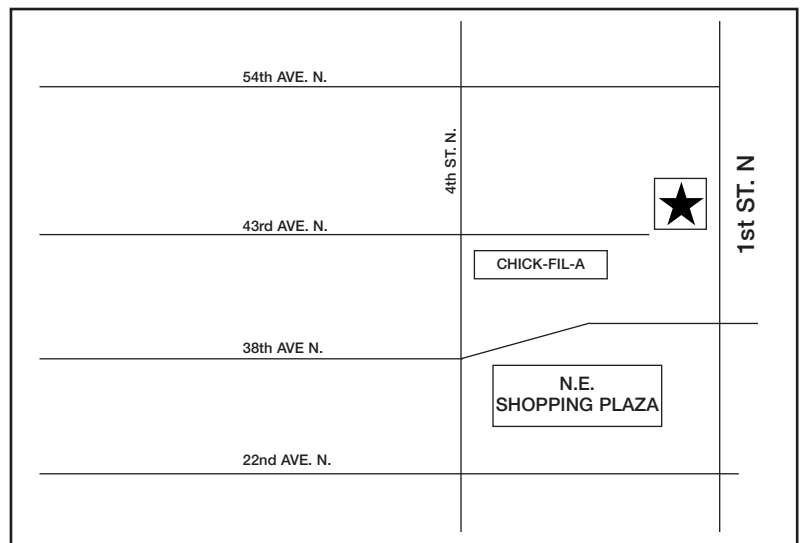 54th AVE. N.
4th ST. N.
1st ST. N
43rd AVE. N.
CHICK-FIL-A
38th AVE N.
N.E.
SHOPPING PLAZA
22nd AVE. N.